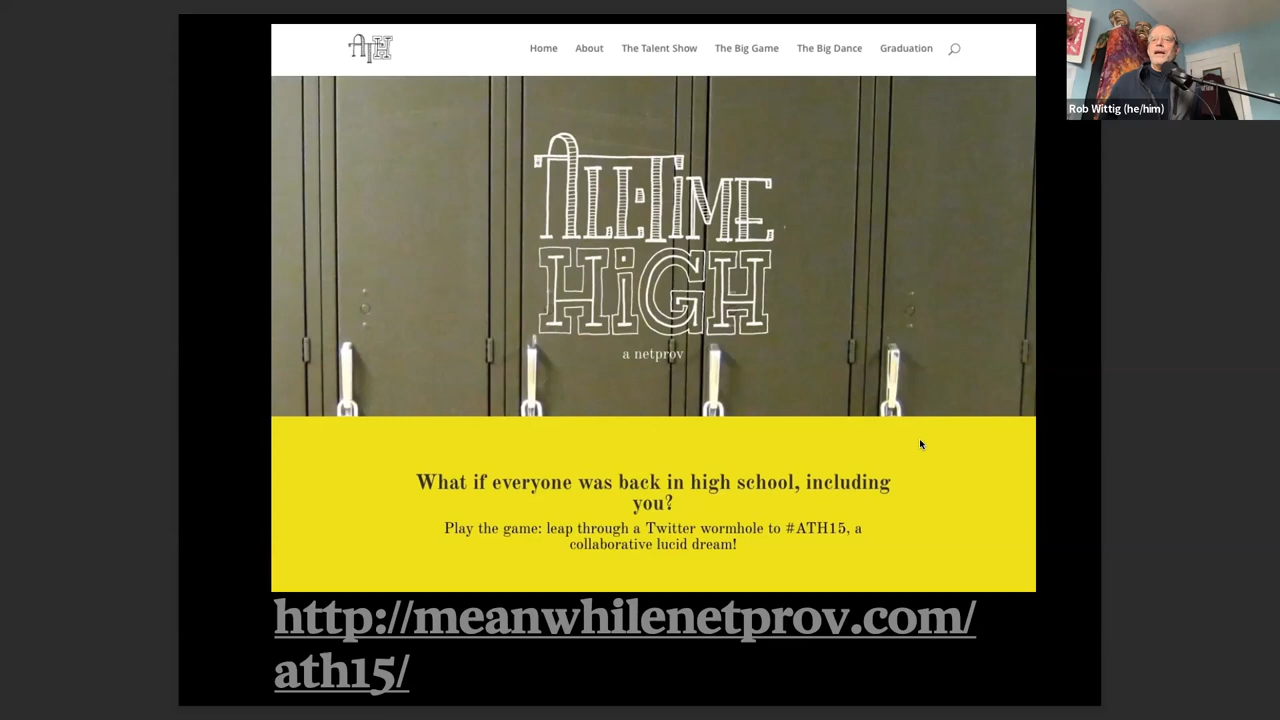 ATH
Home About The Talent Show The Big Game The Big Dance Graduation
Rob Wittig (he/him)
ALL-TiME
HiGH
a netprov
What if everyone was back in high school, including
you?
Play the game: leap through a Twitter wormhole to #ATH15, a
collaborative lucid dream!
http://meanwhilenetprov.com/
ath15/